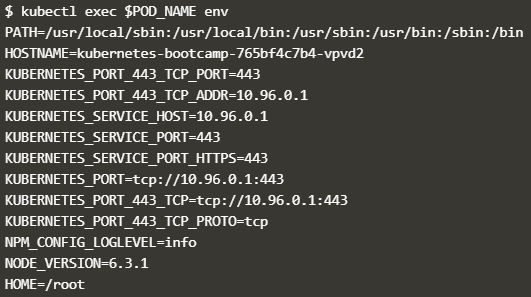 $ kubectl exec $POD_NAME env
PATH=/usr/local/sbin:/usr/local/bin:/usr/sbin:/usr/bin:/sbin:/bin
HOSTNAME=kubernetes-bootcamp-765bf4c7b4-vpvd2
KUBERNETES_PORT_443_TCP_PORT=443
KUBERNETES_PORT_443_TCP_ADDR=10.96.0.1
KUBERNETES_SERVICE_HOST=10.96.0.1
KUBERNETES_SERVICE_PORT=443
KUBERNETES_SERVICE_PORT_HTTPS=443
KUBERNETES_PORT=tcp://10.96.0.1:443
KUBERNETES_PORT_443_TCP=tcp://10.96.0.1:443
KUBERNETES_PORT_443_TCP_PROTO=tcp
NPM_CONFIG_LOGLEVEL=info
NODE_VERSION=6.3.1
HOME=/root